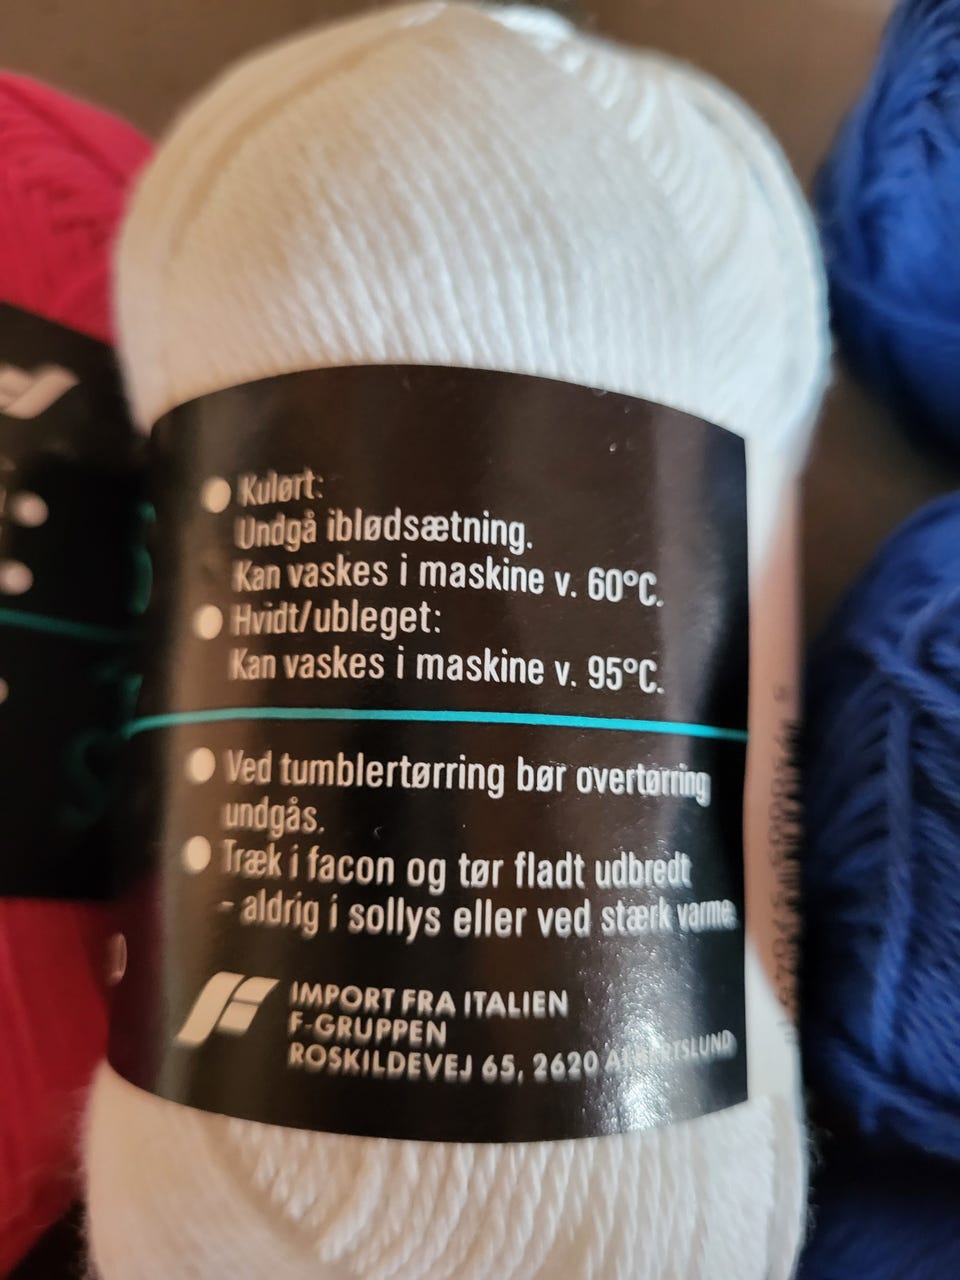 Kulørt:
Undgå iblødsætning.
Kan vaskes i maskine v. 60°C.
Hvidt/ubleget:
Kan vaskes i maskine v. 95°C.
Ved tumblertørring bør overtørring
undgås.
Træk i facon og tør fladt udbredt
- aldrig i sollys eller ved stærk varme
IMPORT FRA ITALIEN
F-GRUPPEN
ROSKILDEVEJ 65, 2620 ALBERTSLUND